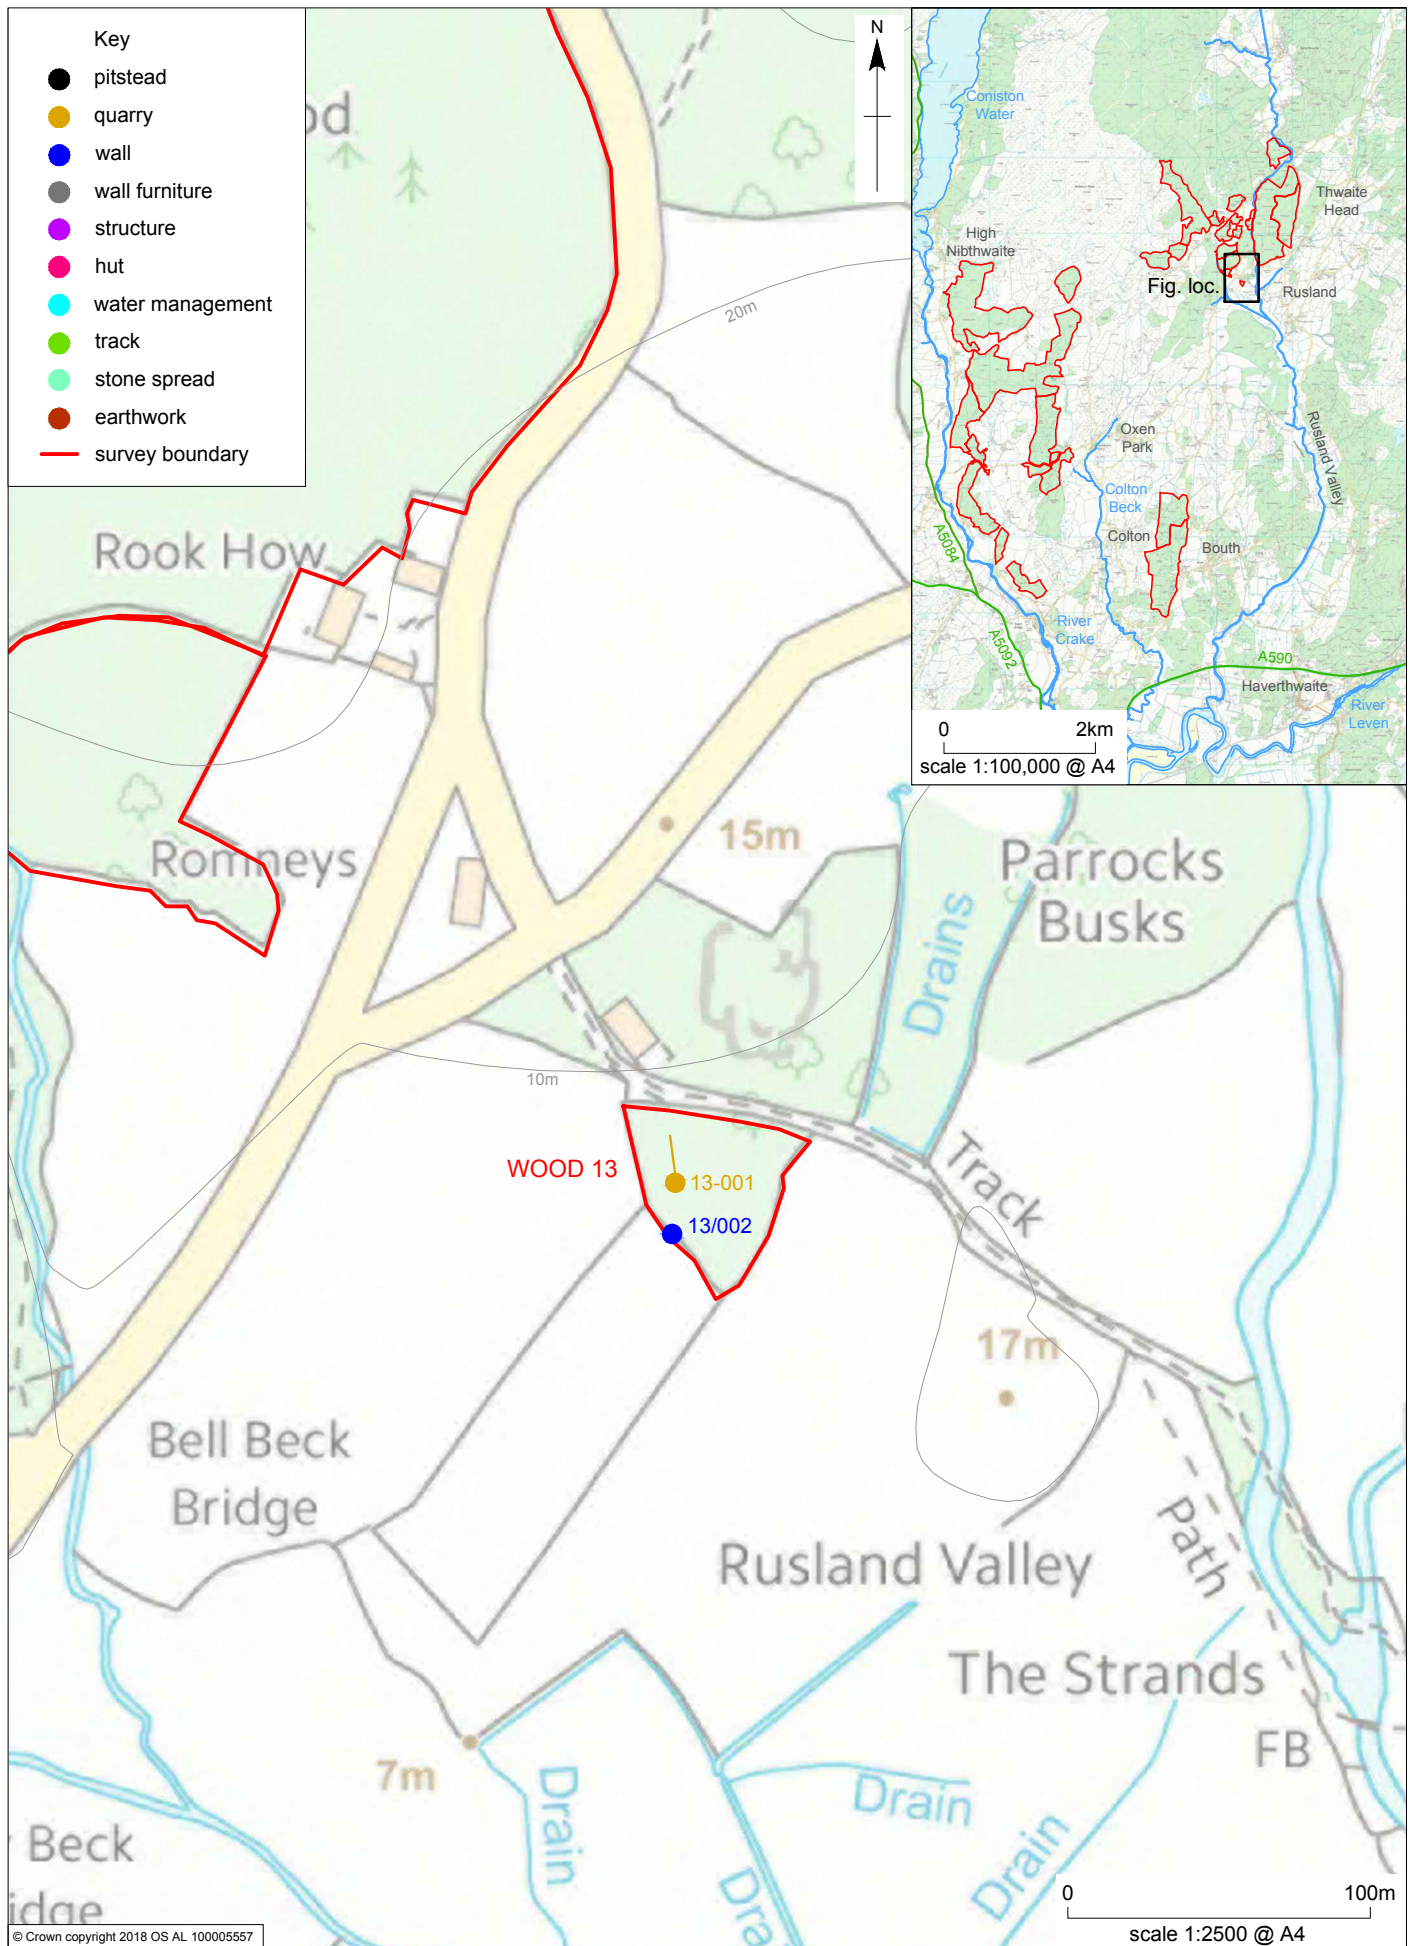 Key
pitstead
quarry
wall
wall furniture
structure
hut
water management
track
stone spread
earthwork
survey boundary
N
Coniston
Water
High
Nibthwaite
Thwaite
Head
Fig. loc.
Rusland
Oxen
Park
Rusland Valley
Colton
Beck
Colton
Bouth
A5084
River
Crake
A5092
A590
Haverthwaite
River
Leven
0 2km
scale 1:100,000 @ A4
od
20m
Rook How
15m
Romneys
Parrocks
Busks
Drains
10m
Track
WOOD 13
13-001
13/002
17m
Bell Beck
Bridge
Path
Rusland Valley
The Strands
FB
7m
Drain
Drain
Drain
Drai
Beck
idge
0 100m
scale 1:2500 @ A4
© Crown copyright 2018 OS AL 100005557